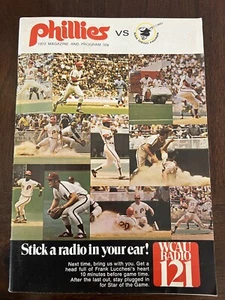 phillies vs
1972 MAGAZINE AND PROGRAM 50¢
Stick a radio in your ear!
Next time, bring us with you. Get a
head full of Frank Lucchesi's heart
10 minutes before game time.
After the last out, stay plugged in
for Star of the Game.
WCAU
RADIO
121